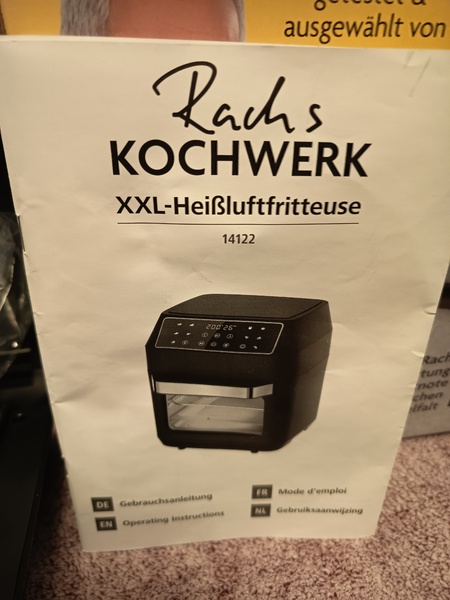 ausgewählt von
Rachs
KOCHWERK
XXL-Heißluftfritteuse
14122
DE Gebrauchsanleitung
EN Operating Instructions
FR Mode d'emploi
NL Gebruiksaanwijzing